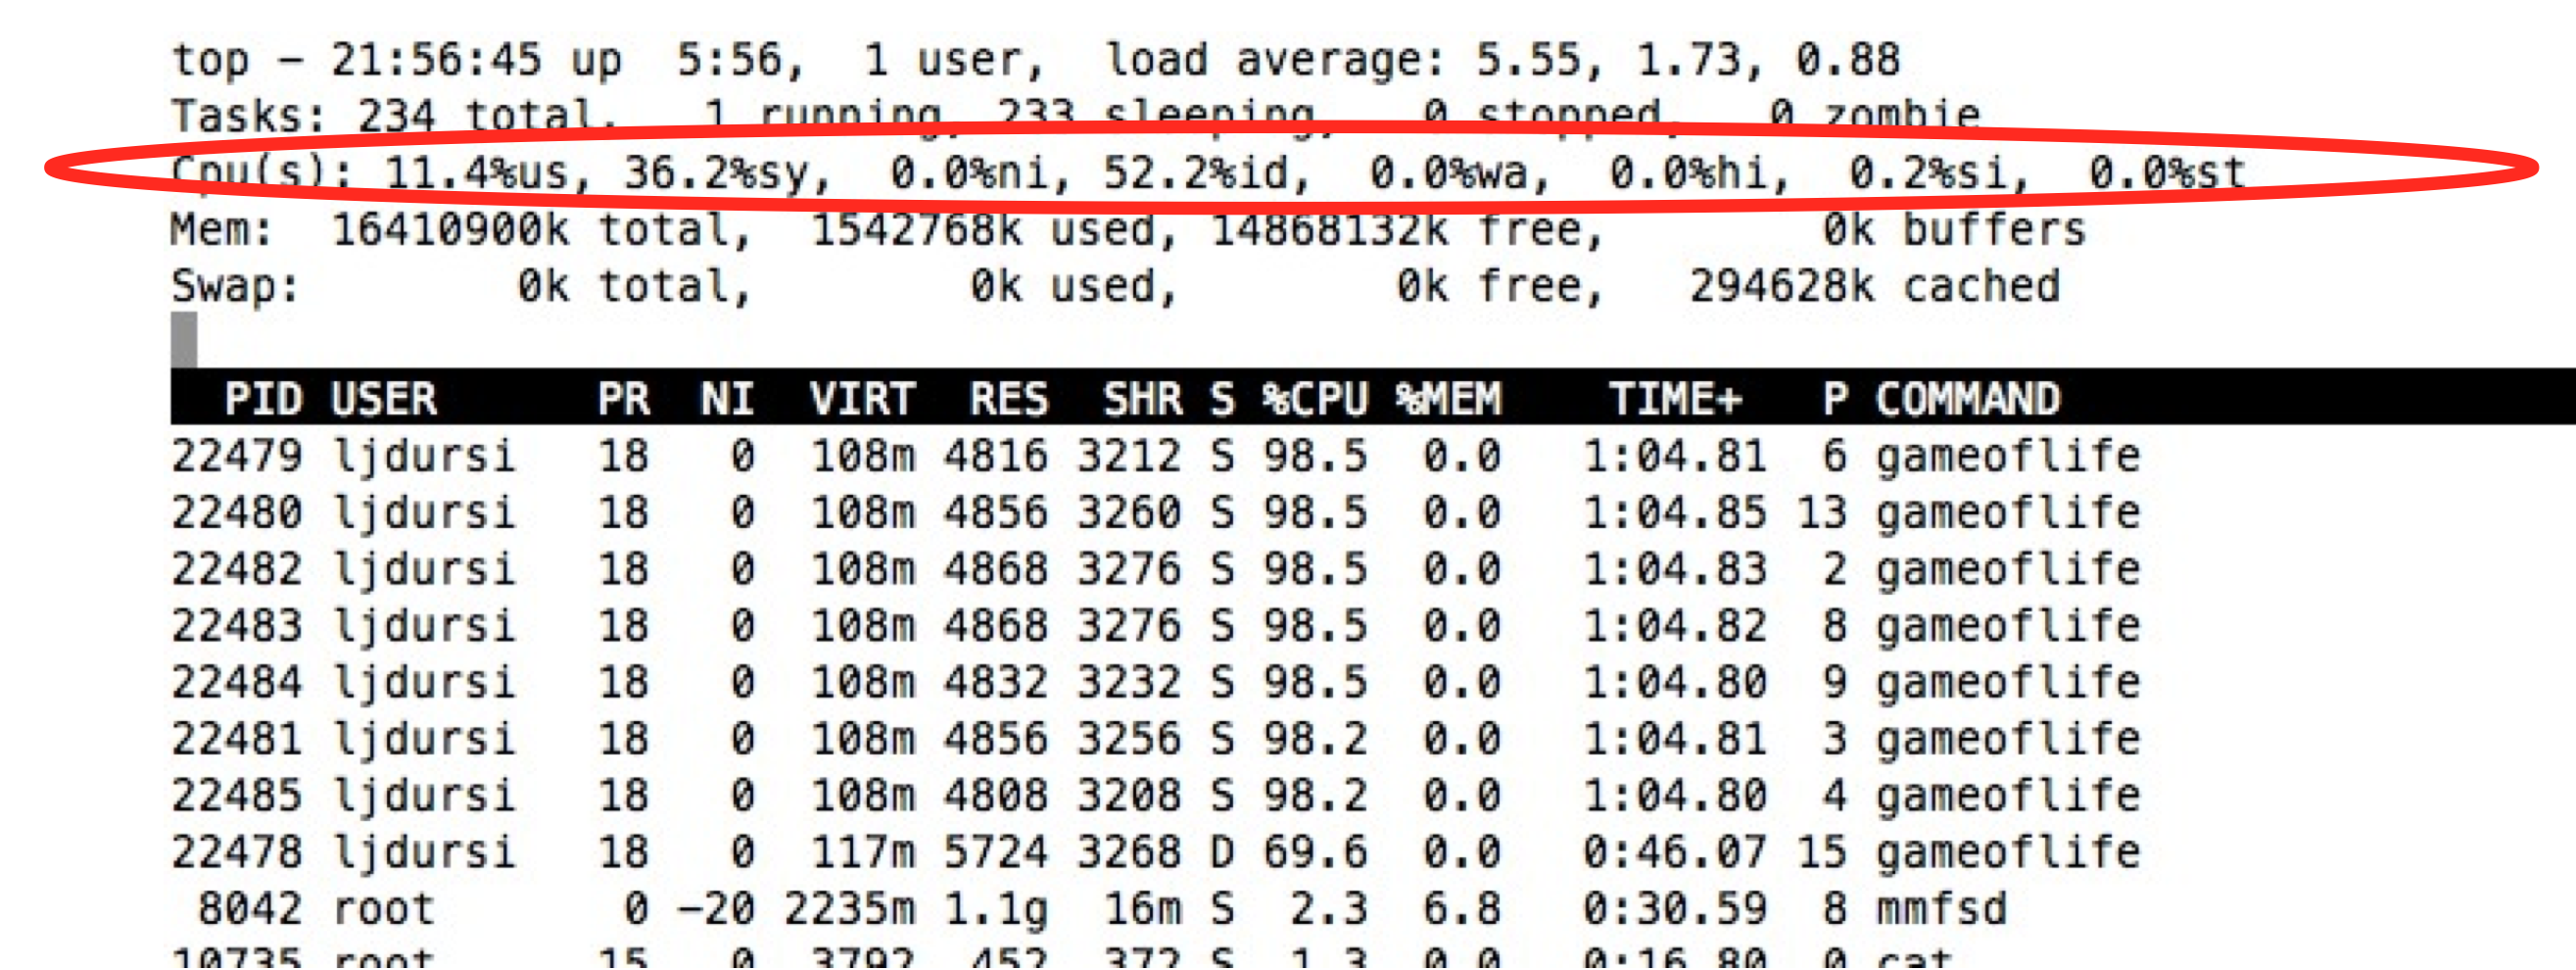 top – 21:56:45 up  5:56,  1 user,  load average: 5.55, 1.73, 0.88
Tasks: 234 total,   1 running, 233 sleeping,   0 stopped,   0 zombie
Cpu(s): 11.4%us, 36.2%sy,  0.0%ni, 52.2%id,  0.0%wa,  0.0%hi,  0.2%si,  0.0%st
Mem:  16410900k total,  1542768k used, 14868132k free,        0k buffers
Swap:        0k total,        0k used,        0k free,   294628k cached
PID USER      PR  NI  VIRT  RES  SHR S %CPU %MEM    TIME+   P COMMAND
22479 ljdursi   18   0  108m 4816 3212 S 98.5  0.0   1:04.81  6 gameoflife
22480 ljdursi   18   0  108m 4856 3260 S 98.5  0.0   1:04.85 13 gameoflife
22482 ljdursi   18   0  108m 4868 3276 S 98.5  0.0   1:04.83  2 gameoflife
22483 ljdursi   18   0  108m 4868 3276 S 98.5  0.0   1:04.82  8 gameoflife
22484 ljdursi   18   0  108m 4832 3232 S 98.5  0.0   1:04.80  9 gameoflife
22481 ljdursi   18   0  108m 4856 3256 S 98.2  0.0   1:04.81  3 gameoflife
22485 ljdursi   18   0  108m 4808 3208 S 98.2  0.0   1:04.80  4 gameoflife
22478 ljdursi   18   0  117m 5724 3268 D 69.6  0.0   0:46.07 15 gameoflife
8042 root       0 –20 2235m 1.1g  16m S  2.3  6.8   0:30.59  8 mmfsd
10735 root      15   0  3792  452  372 S  1.3  0.0   0:16.80  0 cat